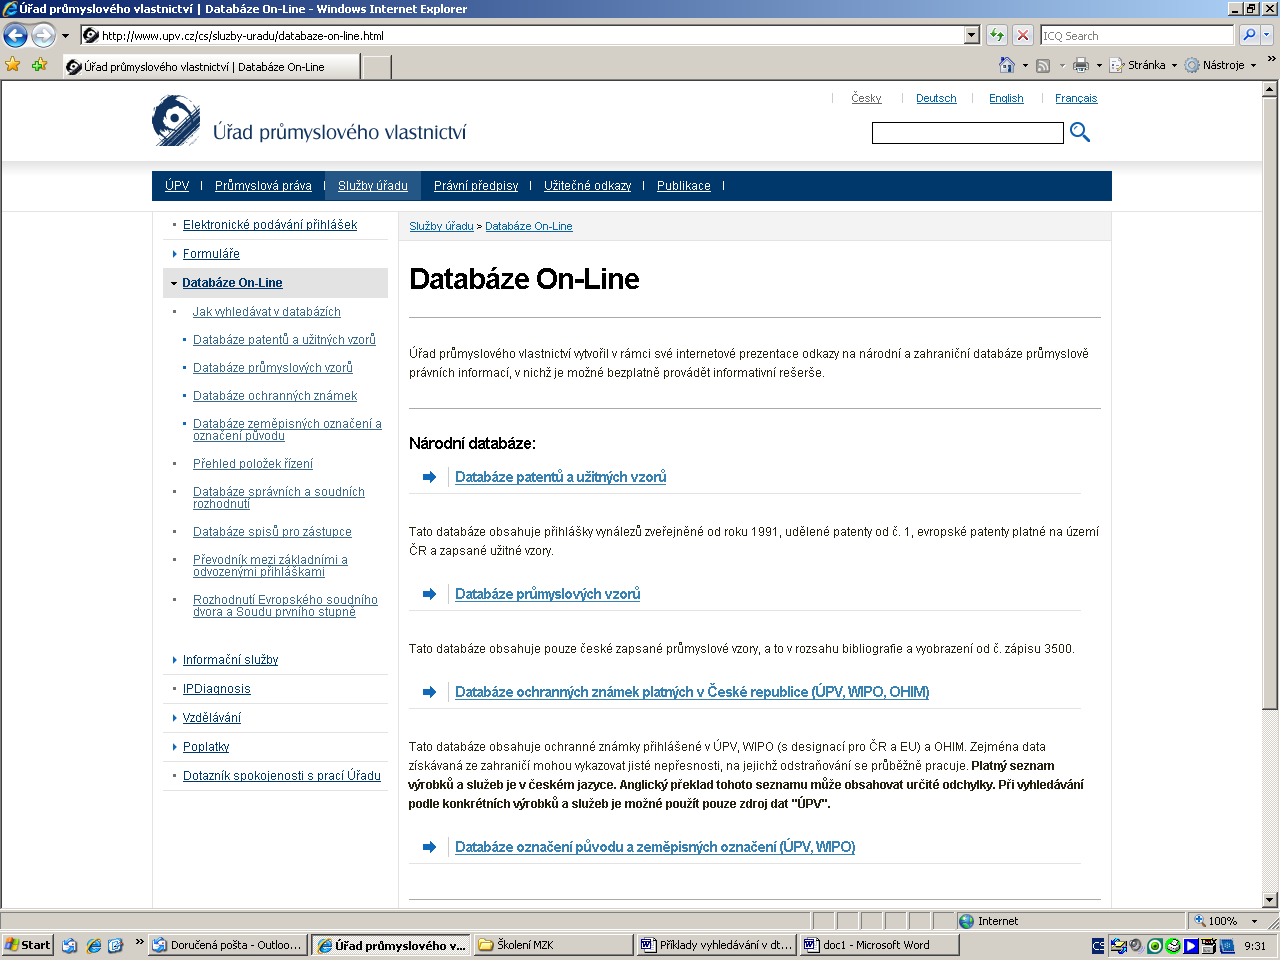 Úřad průmyslového vlastnictví | Databáze On-Line - Windows Internet Explorer
http://www.upv.cz/cs/sluzby-uradu/databaze-on-line.html
ICQ Search
Úřad průmyslového vlastnictví | Databáze On-Line
Stránka
Nástroje
»
Česky
Deutsch
English
Français
Úřad průmyslového vlastnictví
ÚPV
Průmyslová práva
Služby úřadu
Právní předpisy
Užitečné odkazy
Publikace
Elektronické podávání přihlášek
Formuláře
Databáze On-Line
Jak vyhledávat v databázích
Databáze patentů a užitných vzorů
Databáze průmyslových vzorů
Databáze ochranných známek
Databáze zeměpisných označení a
označení původu
Přehled položek řízení
Databáze správních a soudních
rozhodnutí
Databáze spisů pro zástupce
Převodník mezi základními a
odvozenými přihláškami
Rozhodnutí Evropského soudního
dvora a Soudu prvního stupně
Informační služby
IPDiagnosis
Vzdělávání
Poplatky
Dotazník spokojenosti s prací Úřadu
Služby úřadu > Databáze On-Line
Databáze On-Line
Úřad průmyslového vlastnictví vytvořil v rámci své internetové prezentace odkazy na národní a zahraniční databáze průmyslově
právních informací, v nichž je možné bezplatně provádět informativní rešerše.
Národní databáze:
Databáze patentů a užitných vzorů
Tato databáze obsahuje přihlášky vynálezů zveřejněné od roku 1991, udělené patenty od č. 1, evropské patenty platné na území
ČR a zapsané užitné vzory.
Databáze průmyslových vzorů
Tato databáze obsahuje pouze české zapsané průmyslové vzory, a to v rozsahu bibliografie a vyobrazení od č. zápisu 3500.
Databáze ochranných známek platných v České republice (ÚPV, WIPO, OHIM)
Tato databáze obsahuje ochranné známky přihlášené v ÚPV, WIPO (s designací pro ČR a EU) a OHIM. Zejména data
získávaná ze zahraničí mohou vykazovat jisté nepřesnosti, na jejichž odstraňování se průběžně pracuje. Platný seznam
výrobků a služeb je v českém jazyce. Anglický překlad tohoto seznamu může obsahovat určité odchylky. Při vyhledávání
podle konkrétních výrobků a služeb je možné použít pouze zdroj dat "ÚPV".
Databáze označení původu a zeměpisných označení (ÚPV, WIPO)
Internet
100%
Start
»
Doručená pošta - Outloo...
Úřad průmyslového v...
Školení MZK
Příklady vyhledávání v dt...
doc1 - Microsoft Word
CS
9:31